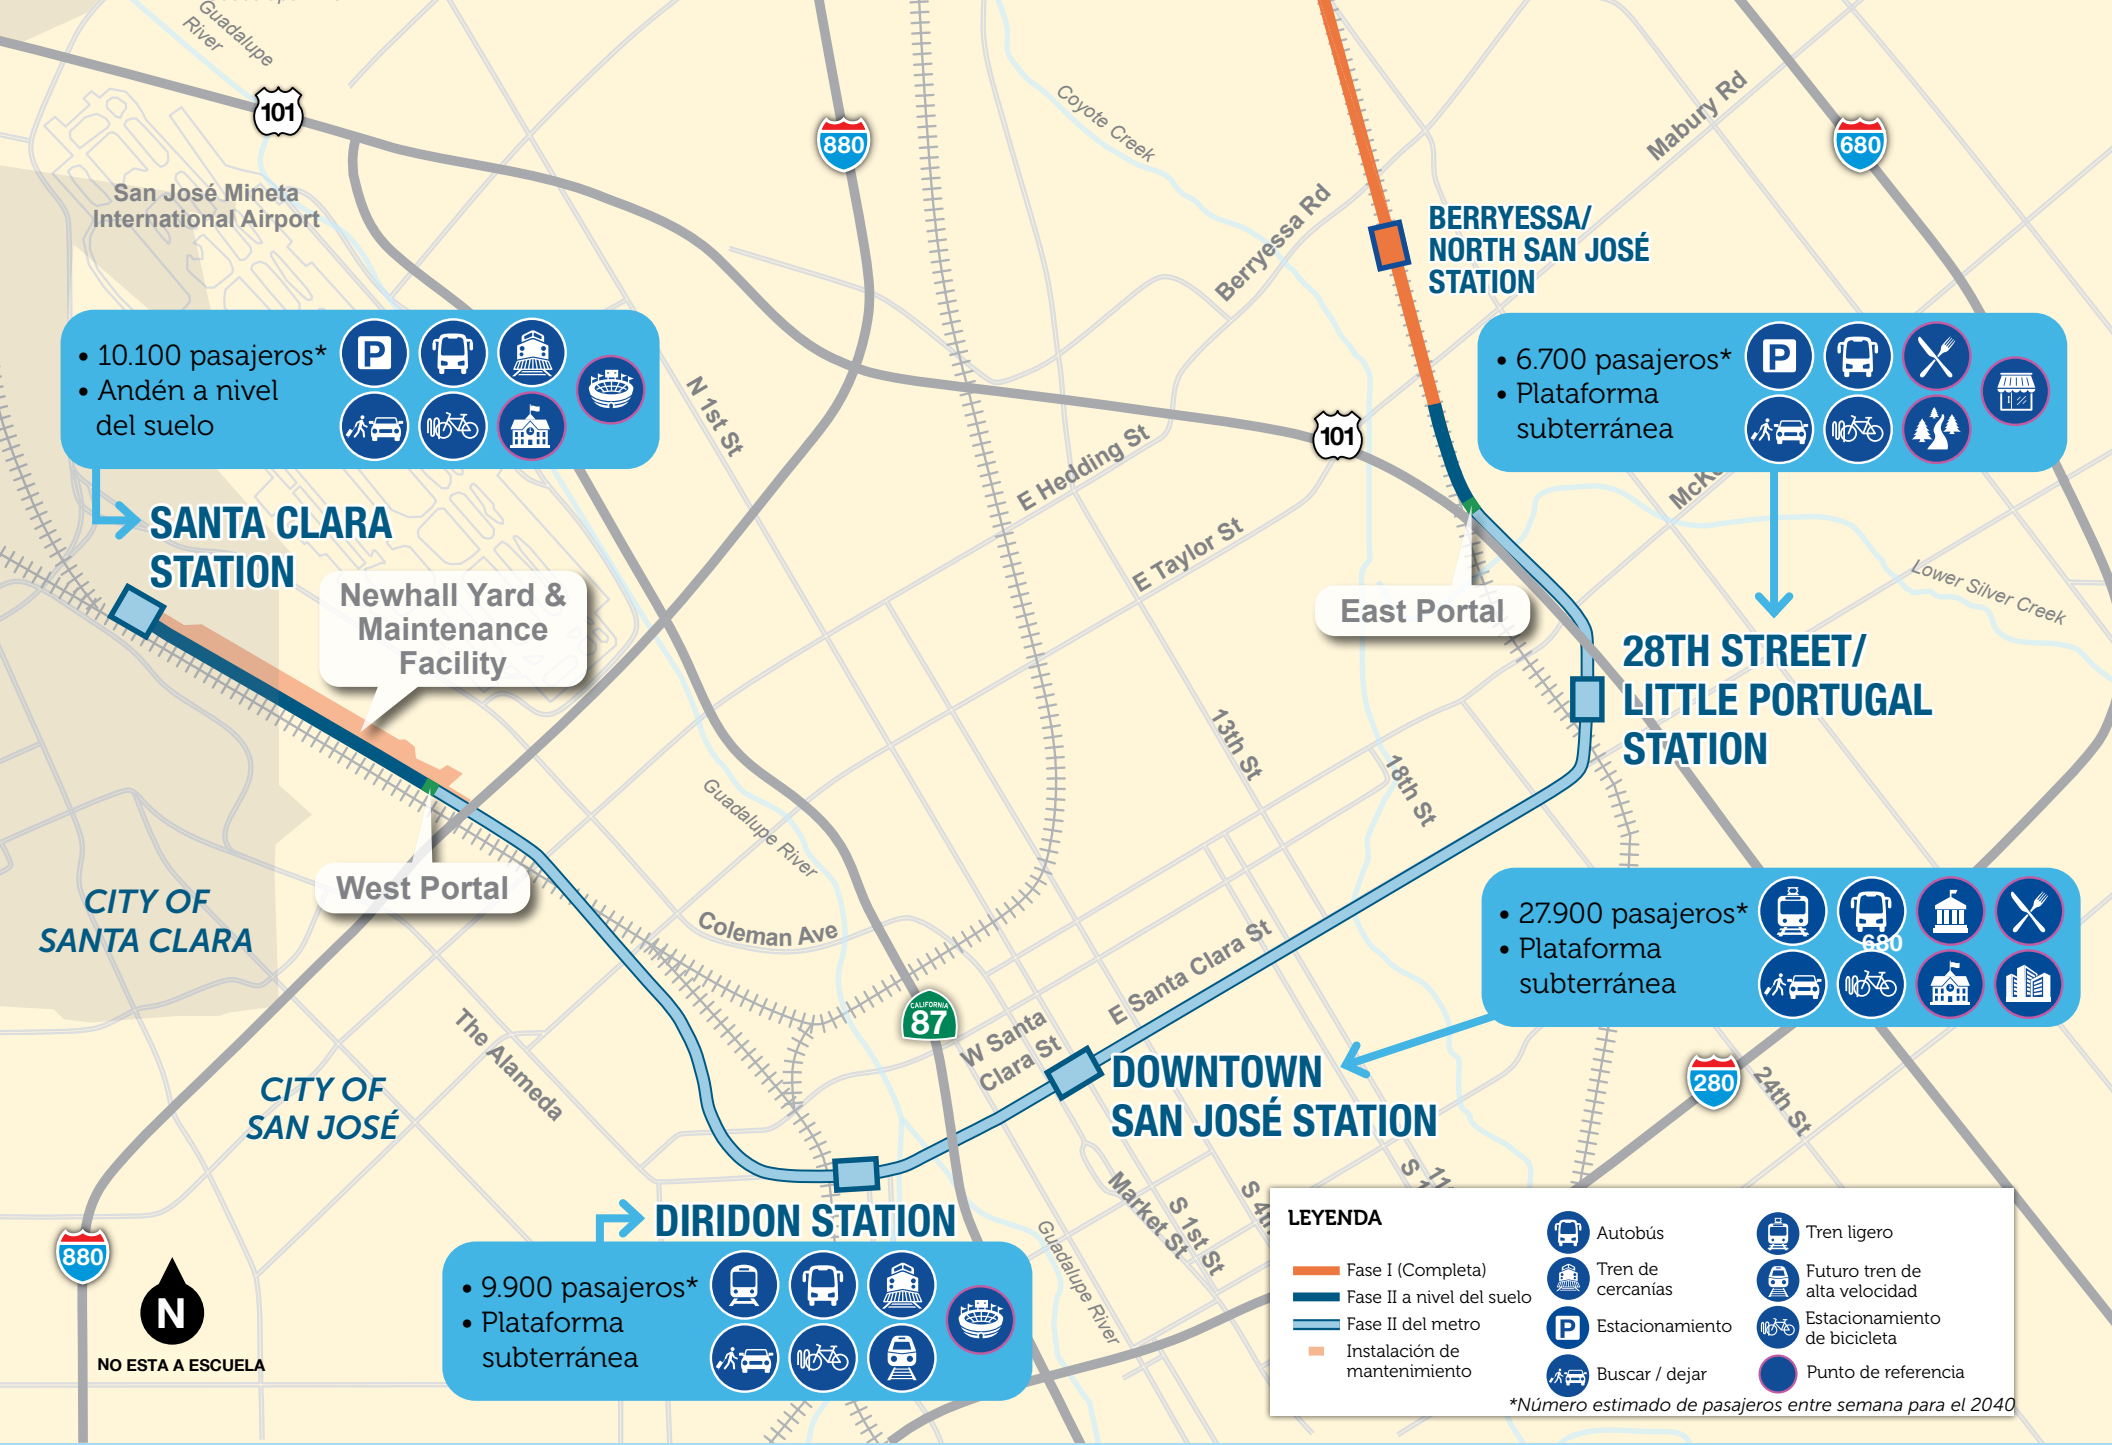 Guadalupe
River
101
880
Coyote Creek
Mabury Rd
680
San José Mineta
International Airport
Berryessa Rd
BERRYESSA/
NORTH SAN JOSÉ
STATION
• 10.100 pasajeros*
• Andén a nivel
del suelo
P
• 6.700 pasajeros*
• Plataforma
subterránea
P
N 1st St
E Hedding St
101
E Taylor St
SANTA CLARA
STATION
Newhall Yard &
Maintenance
Facility
East Portal
Lower Silver Creek
28TH STREET/
LITTLE PORTUGAL
STATION
13th St
18th St
Guadalupe River
West Portal
CITY OF
SANTA CLARA
Coleman Ave
E Santa Clara St
• 27.900 pasajeros*
• Plataforma
subterránea
680
CALIFORNIA
87
W Santa
Clara St
The Alameda
DOWNTOWN
SAN JOSÉ STATION
280
24th St
CITY OF
SAN JOSÉ
DIRIDON STATION
Market St
S 1st St
S 4th
Guadalupe River
880
N
NO ESTA A ESCUELA
• 9.900 pasajeros*
• Plataforma
subterránea
LEYENDA
Fase I (Completa)
Fase II a nivel del suelo
Fase II del metro
Instalación de
mantenimiento
Autobús
Tren de
cercanías
P
Estacionamiento
Buscar / dejar
Tren ligero
Futuro tren de
alta velocidad
Estacionamiento
de bicicleta
Punto de referencia
*Número estimado de pasajeros entre semana para el 2040